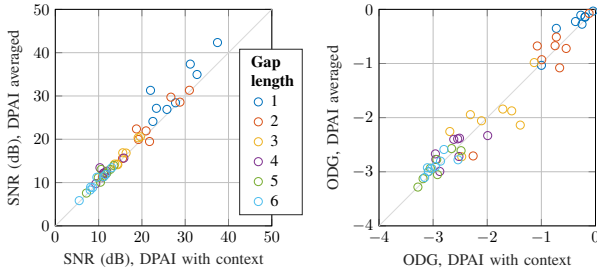 50
40
30
20
10
0
SNR (dB), DPAI averaged
0 10 20 30 40 50
SNR (dB), DPAI with context
Gap
length
1
2
3
4
5
6
0
−1
−2
−3
−4
ODG, DPAI averaged
−4 −3 −2 −1 0
ODG, DPAI with context